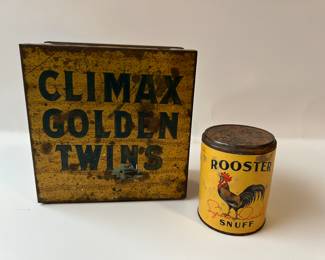 CLIMAX
GOLDEN
TWINS
ROOSTER
SNUFF